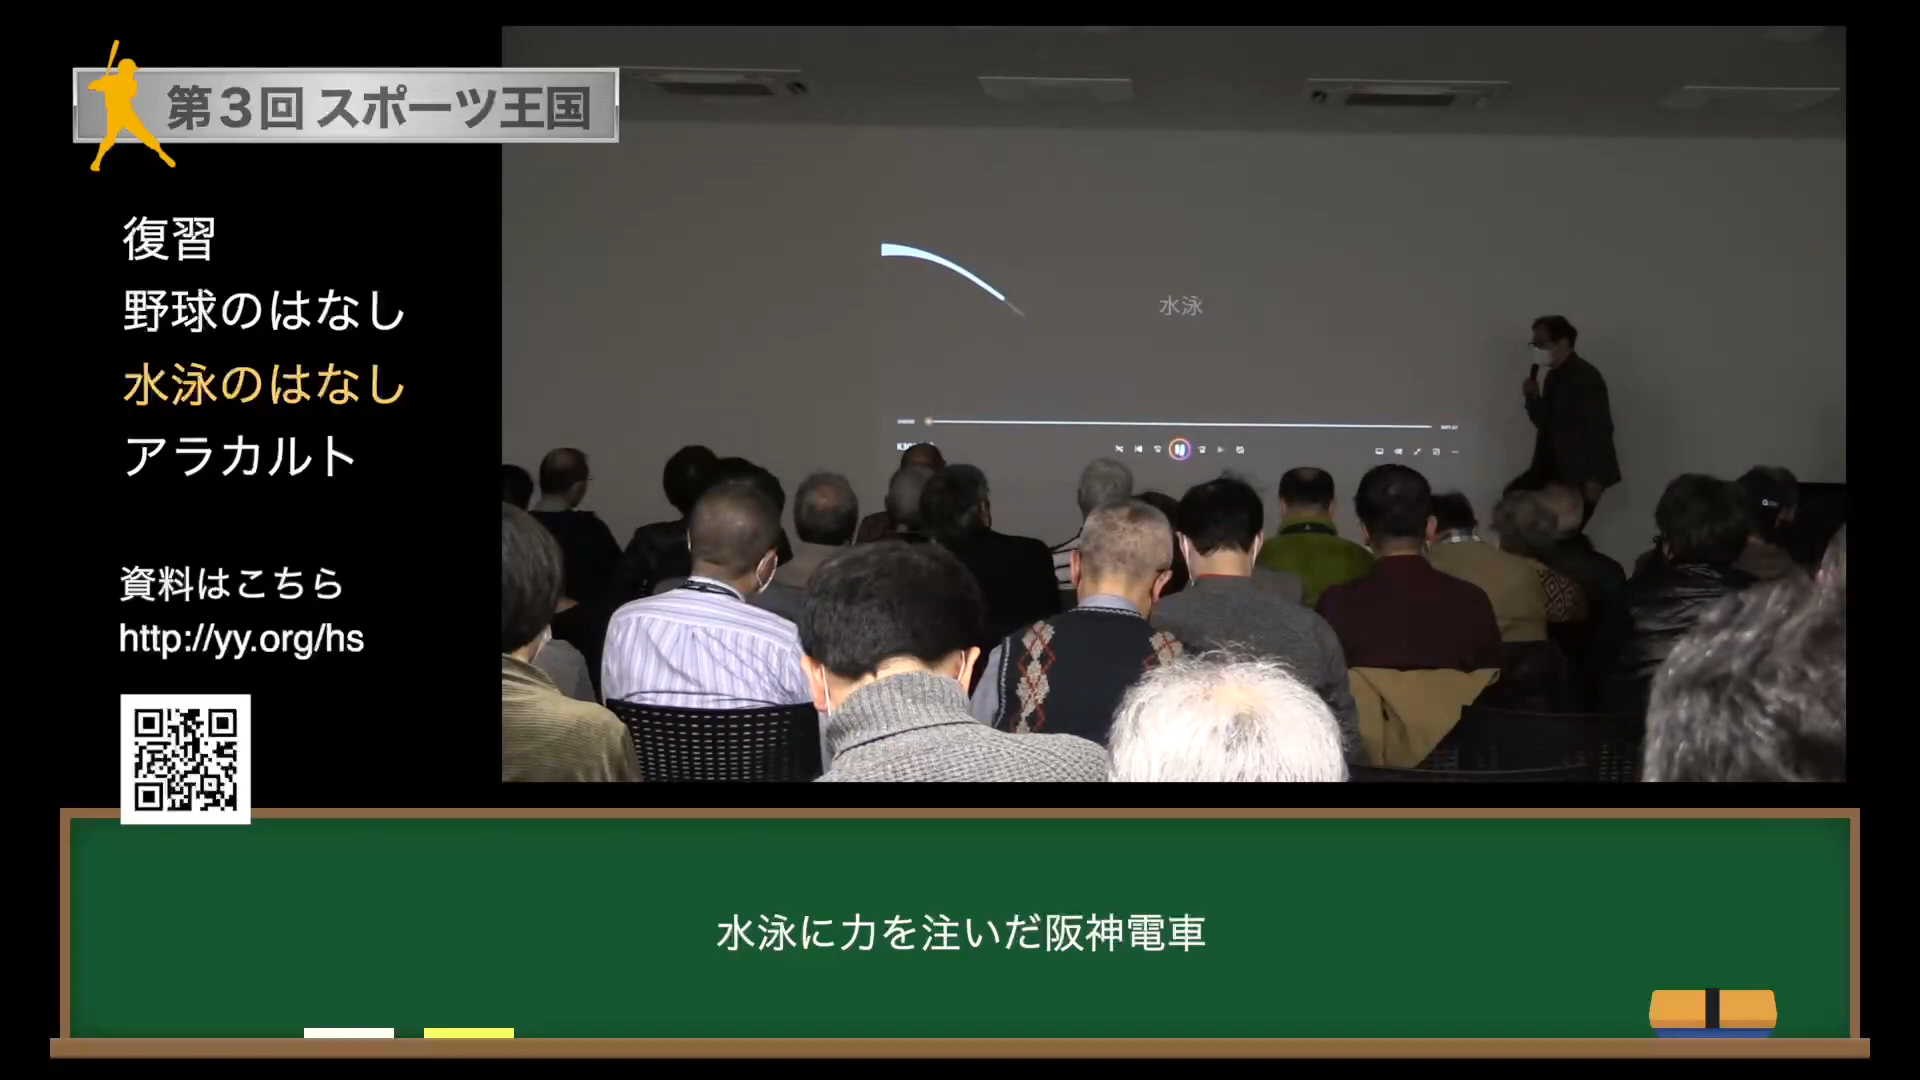 第3回 スポーツ王国
復習
野球のはなし
水泳のはなし
アラカルト
資料はこちら
http://yy.org/hs
水泳
水泳に力を注いだ阪神電車